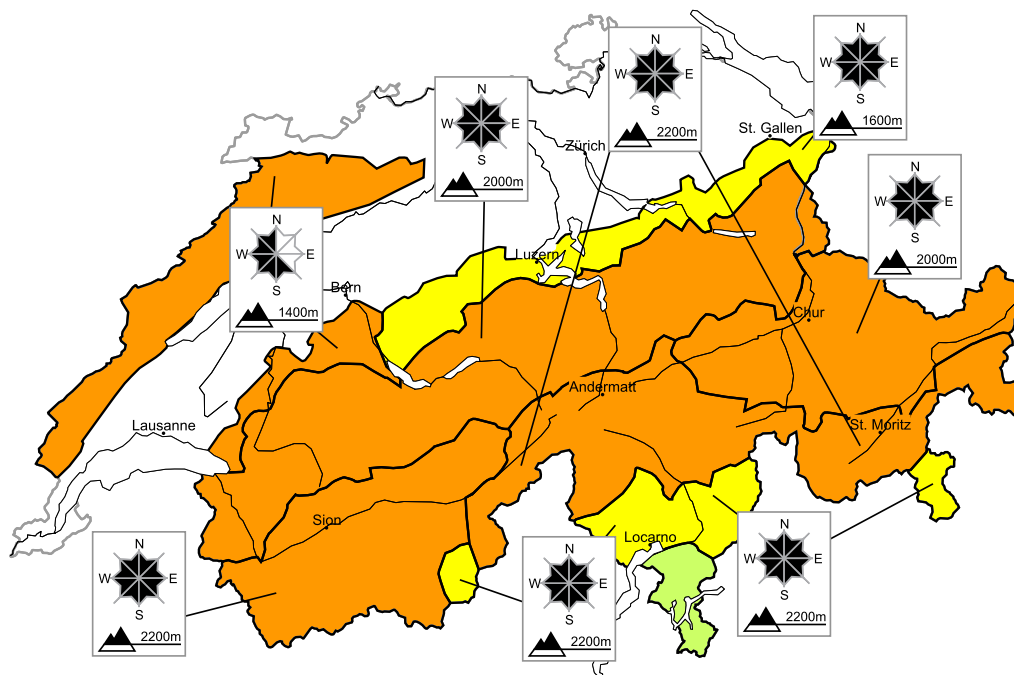 N
W E
S
1600m
N
W E
S
2200m
N
W E
S
2000m
St. Gallen
Zürich
N
W E
S
2000m
N
W E
S
1400m
Luzern
Bern
Chur
Andermatt
Lausanne
St. Moritz
Sion
Locarno
N
W E
S
2200m
N
W E
S
2200m
N
W E
S
2200m